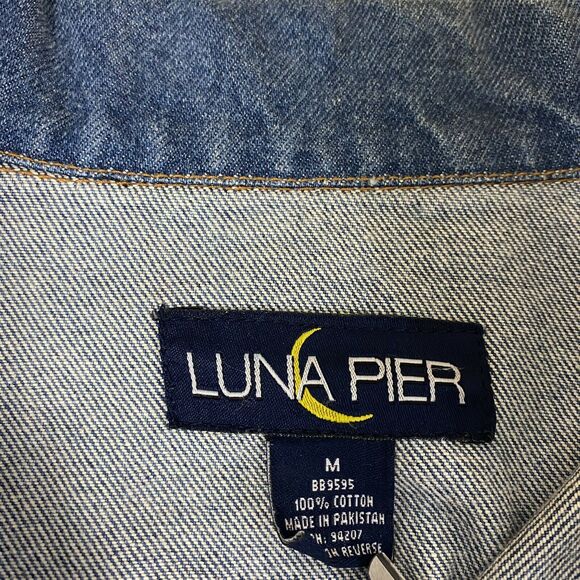 LUNA PIER
M
BB9595
100% COTTON
MADE IN PAKISTAN
94207
REVERSE